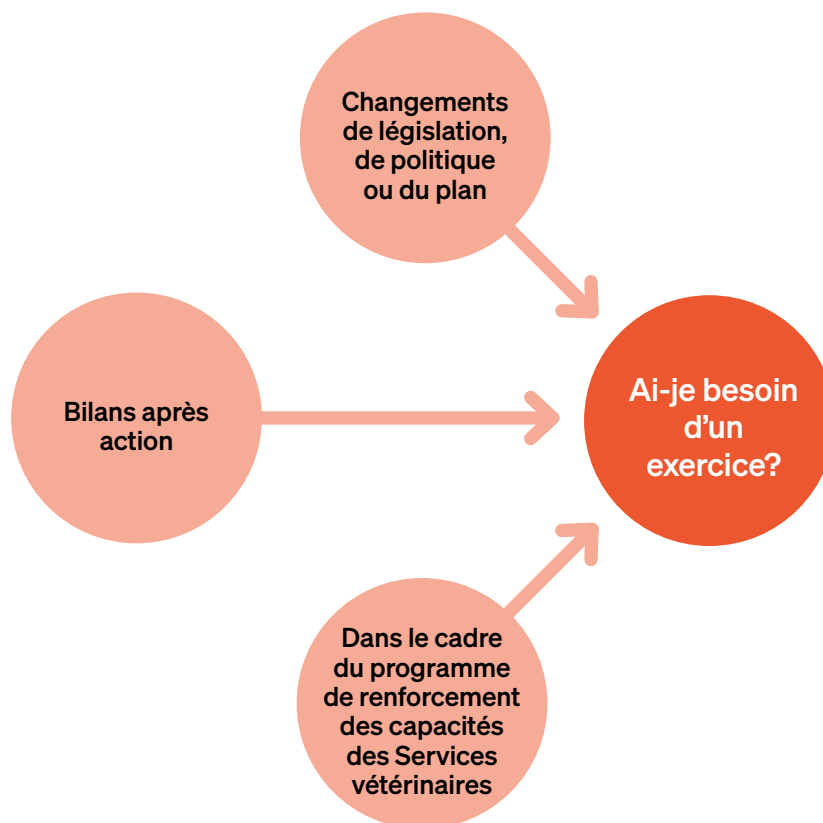 Changements
de législation,
de politique
ou du plan
Bilans après
action
Ai-je besoin
d’un
exercice?
Dans le cadre
du programme
de renforcement
des capacités
des Services
vétérinaires